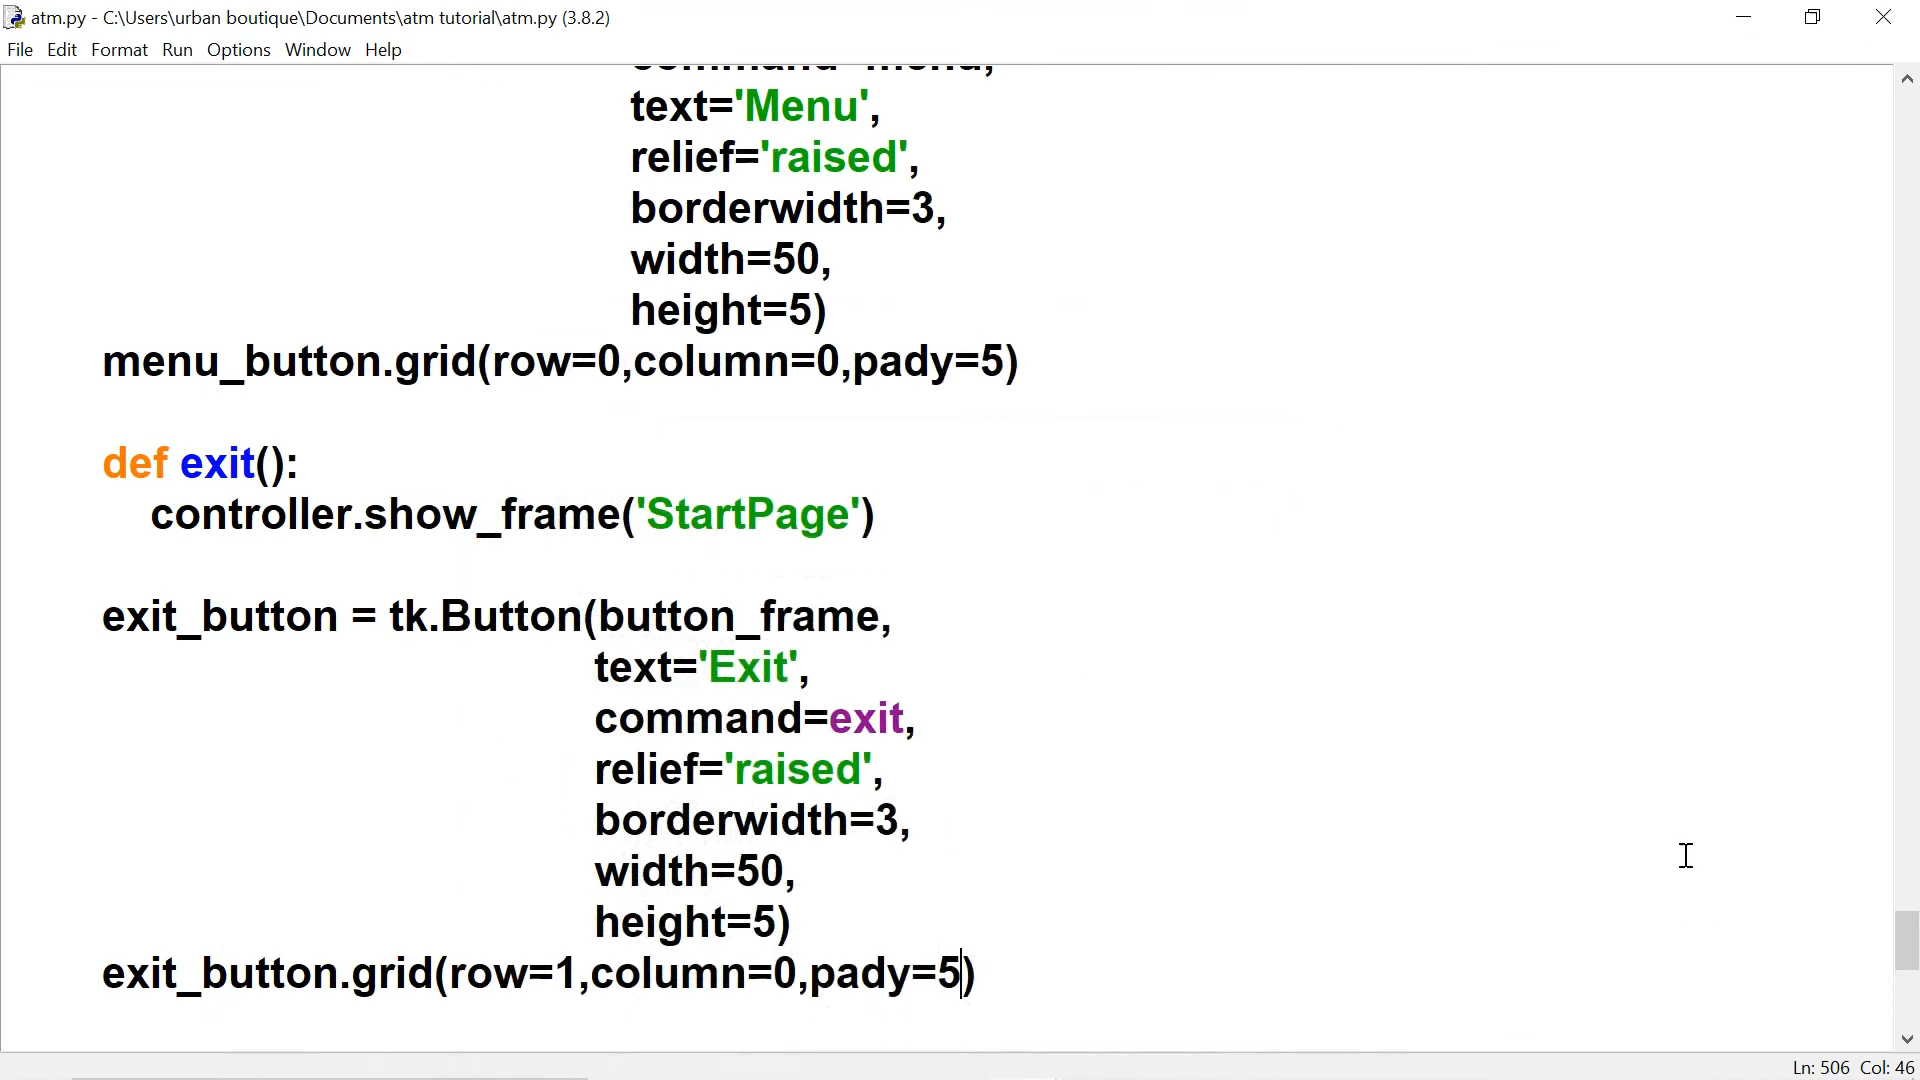 atm.py - C:\Users\urban boutique\Documents\atm tutorial\atm.py (3.8.2)
File Edit Format Run Options Window Help
command=menu,
text='Menu',
relief='raised',
borderwidth=3,
width=50,
height=5)
menu_button.grid(row=0,column=0,pady=5)
def exit():
controller.show_frame('StartPage')
exit_button = tk.Button(button_frame,
text='Exit',
command=exit,
relief='raised',
borderwidth=3,
width=50,
height=5)
exit_button.grid(row=1,column=0,pady=5)
Ln: 506 Col: 46